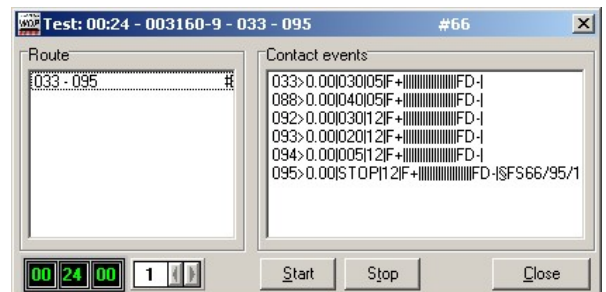 WDP Test: 00:24 - 003160-9 - 033 - 095 #66
Route
033 - 095 #
Contact events
033>0.00|030|05|F+||||||||||||||||FD-|
088>0.00|040|05|F+||||||||||||||||FD-|
092>0.00|030|12|F+||||||||||||||||FD-|
093>0.00|020|12|F+||||||||||||||||FD-|
094>0.00|005|12|F+||||||||||||||||FD-|
095>0.00|STOP|12|F+||||||||||||||||FD-|§FS66/95/1
00 24 00 1 Start Stop Close